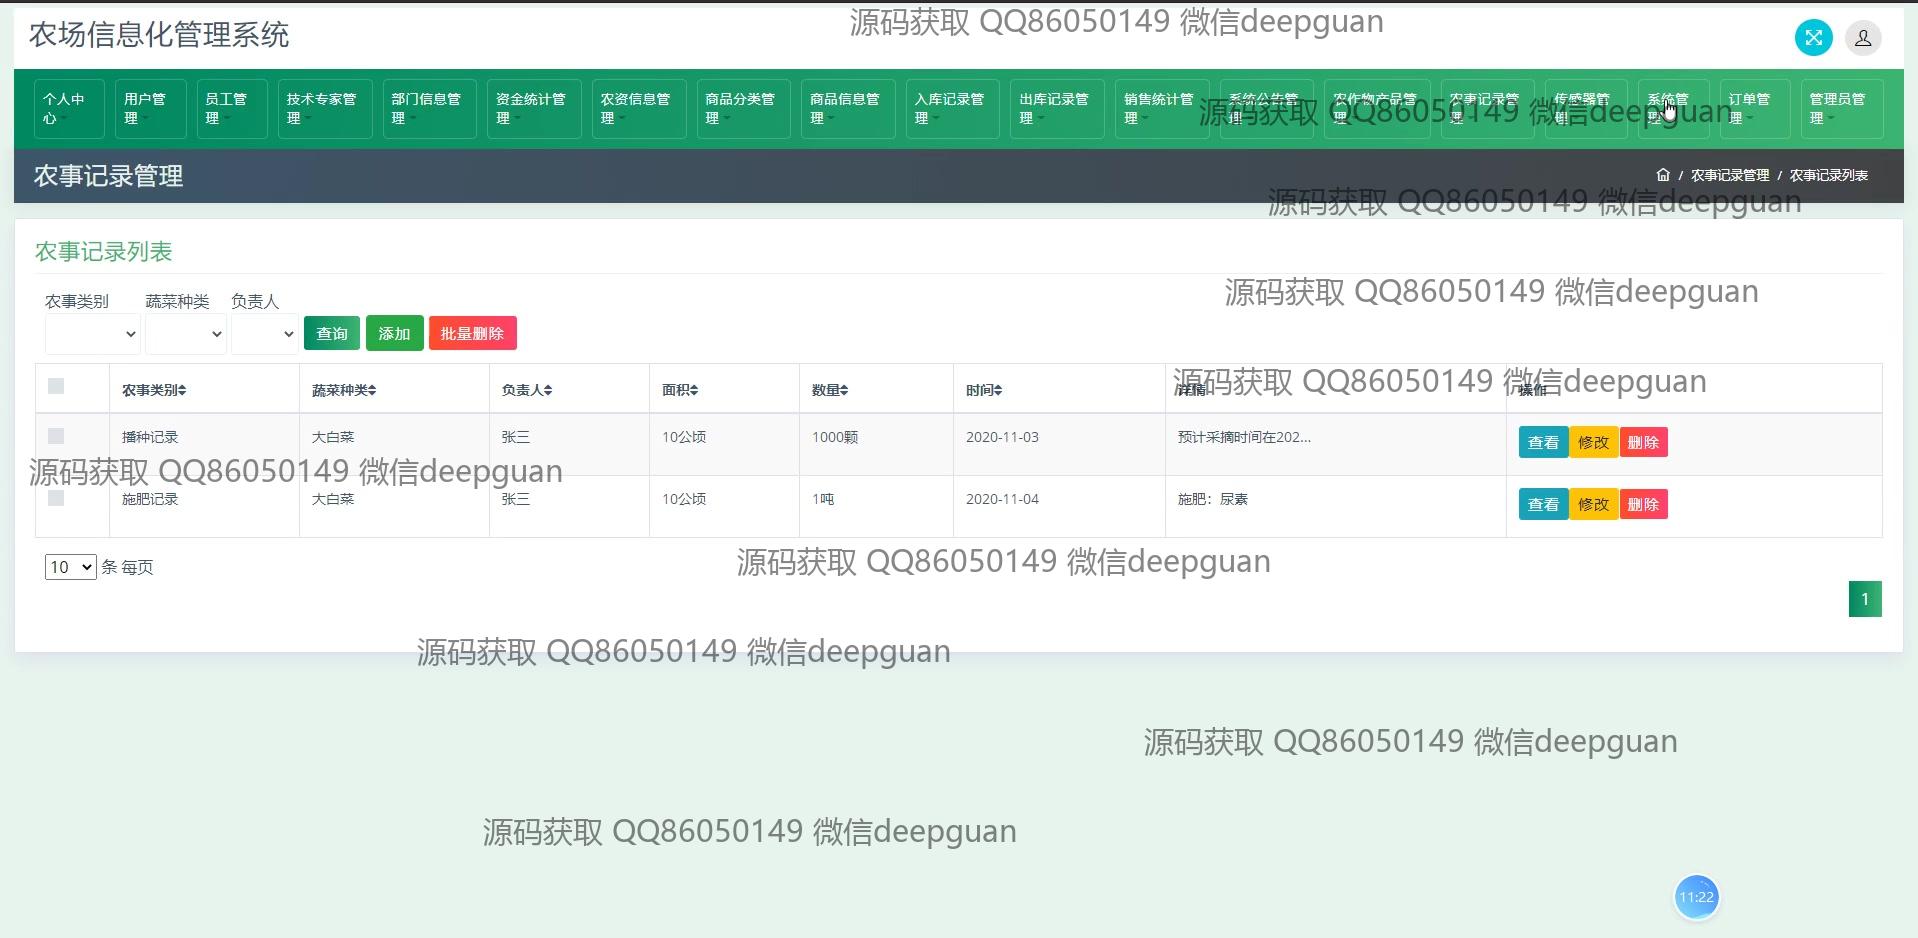 农场信息化管理系统
源码获取 QQ86050149 微信deepguan
个人中心
用户管理
员工管理
技术专家管理
部门信息管理
资金统计管理
农资信息管理
商品分类管理
商品信息管理
入库记录管理
出库记录管理
销售统计管理
系统公告管理
农作物产品管理
农事记录管理
传感器管理
系统管理
订单管理
管理员管理
源码获取 QQ86050149 微信deepguan
农事记录管理
/ 农事记录管理 / 农事记录列表
源码获取 QQ86050149 微信deepguan
农事记录列表
源码获取 QQ86050149 微信deepguan
农事类别 蔬菜种类 负责人
查询 添加 批量删除
农事类别 蔬菜种类 负责人 面积 数量 时间 详情 操作
源码获取 QQ86050149 微信deepguan
播种记录 大白菜 张三 10公顷 1000颗 2020-11-03 预计采摘时间在202... 查看 修改 删除
源码获取 QQ86050149 微信deepguan
施肥记录 大白菜 张三 10公顷 1吨 2020-11-04 施肥：尿素 查看 修改 删除
10 条 每页
源码获取 QQ86050149 微信deepguan
1
源码获取 QQ86050149 微信deepguan
源码获取 QQ86050149 微信deepguan
源码获取 QQ86050149 微信deepguan
11:22